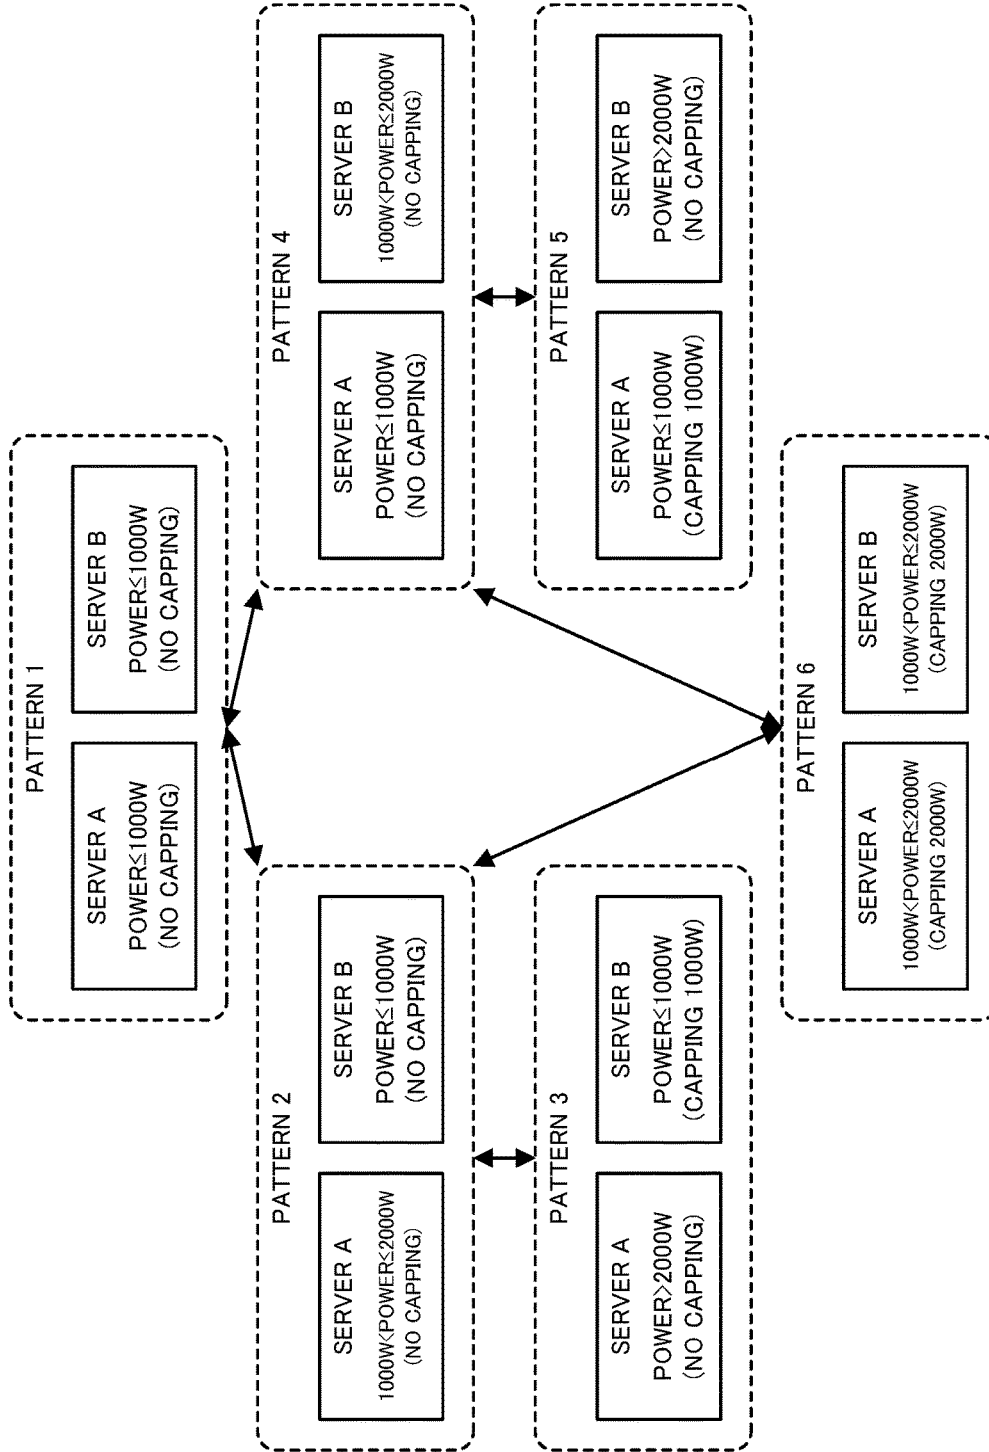 PATTERN 1
SERVER A
POWER≤1000W
(NO CAPPING)
SERVER B
POWER≤1000W
(NO CAPPING)
PATTERN 2
SERVER A
1000W<POWER≤2000W
(NO CAPPING)
SERVER B
POWER≤1000W
(NO CAPPING)
PATTERN 4
SERVER A
POWER≤1000W
(NO CAPPING)
SERVER B
1000W<POWER≤2000W
(NO CAPPING)
PATTERN 3
SERVER A
POWER>2000W
(NO CAPPING)
SERVER B
POWER≤1000W
(CAPPING 1000W)
PATTERN 5
SERVER A
POWER≤1000W
(CAPPING 1000W)
SERVER B
POWER>2000W
(NO CAPPING)
PATTERN 6
SERVER A
1000W<POWER≤2000W
(CAPPING 2000W)
SERVER B
1000W<POWER≤2000W
(CAPPING 2000W)